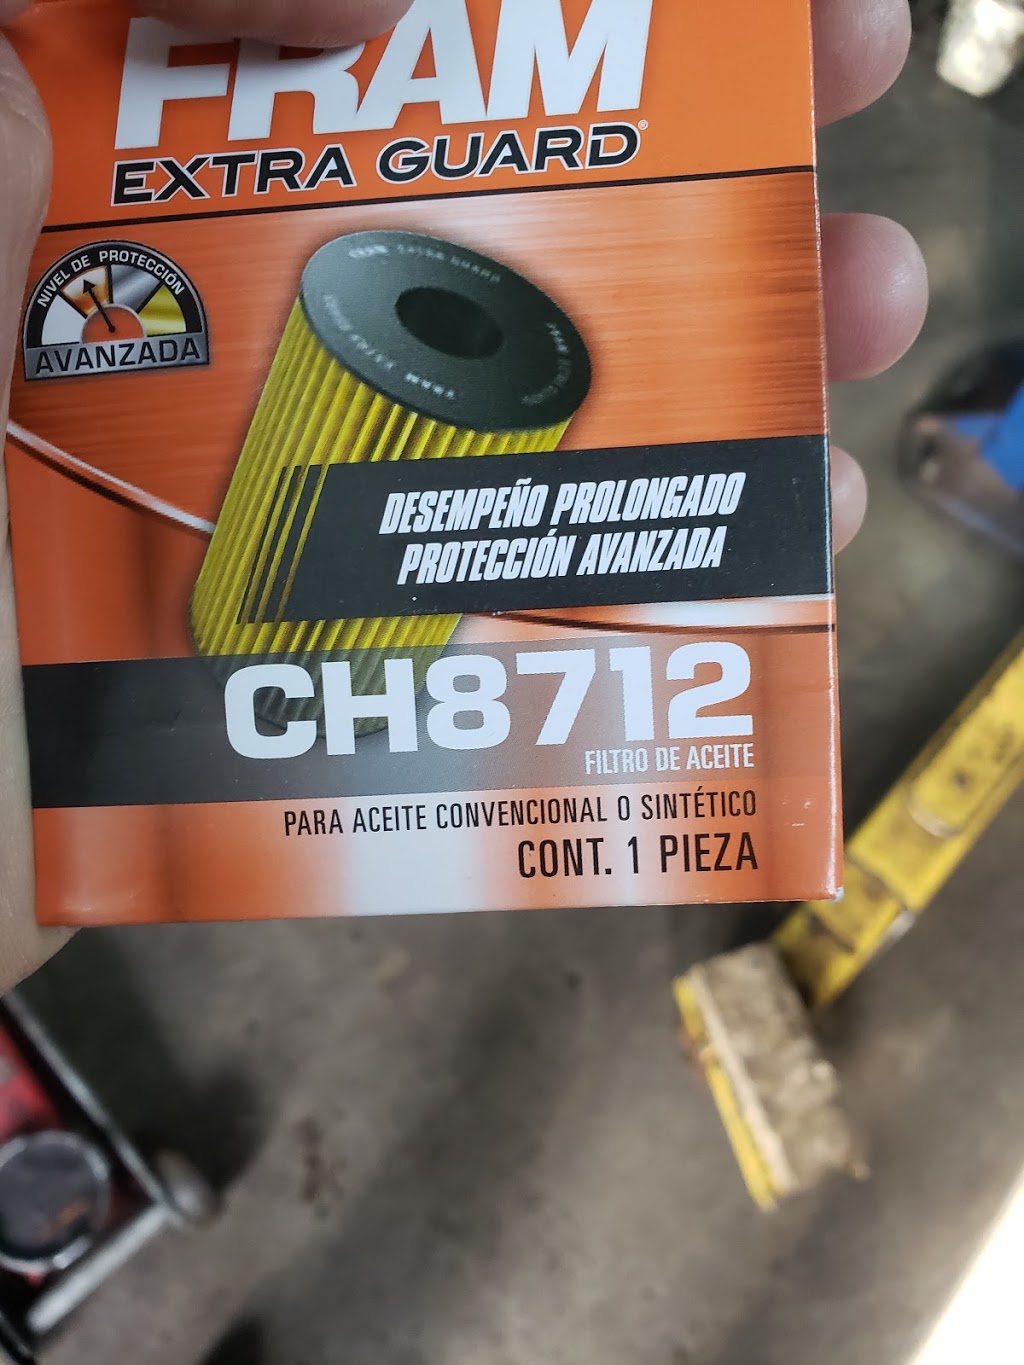 FRAM
EXTRA GUARD®
NIVEL DE PROTECCIÓN
AVANZADA
DESEMPEÑO PROLONGADO
PROTECCIÓN AVANZADA
CH8712
FILTRO DE ACEITE
PARA ACEITE CONVENCIONAL O SINTÉTICO
CONT. 1 PIEZA